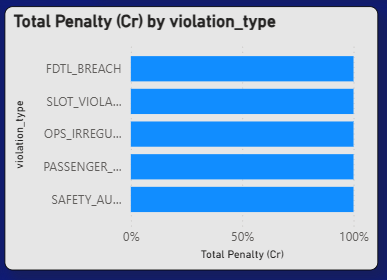 Total Penalty (Cr) by violation_type
FDTL_BREACH
SLOT_VIOLA...
OPS_IRREGU...
PASSENGER_...
SAFETY_AU...
violation_type
0% 50% 100%
Total Penalty (Cr)